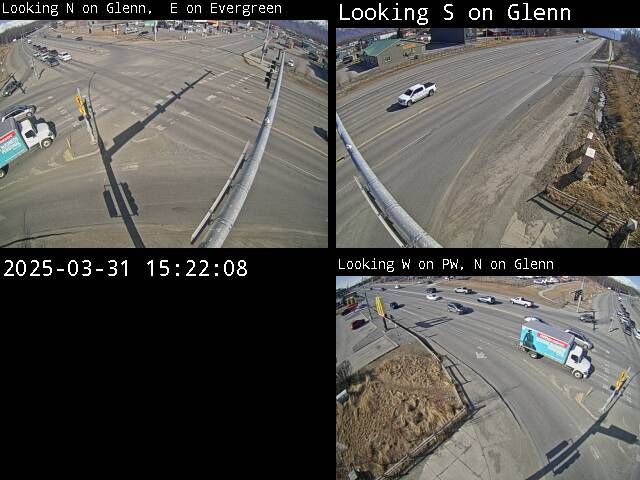 Looking N on Glenn,  E on Evergreen
Looking S on Glenn
2025-03-31 15:22:08
Looking W on PW, N on Glenn